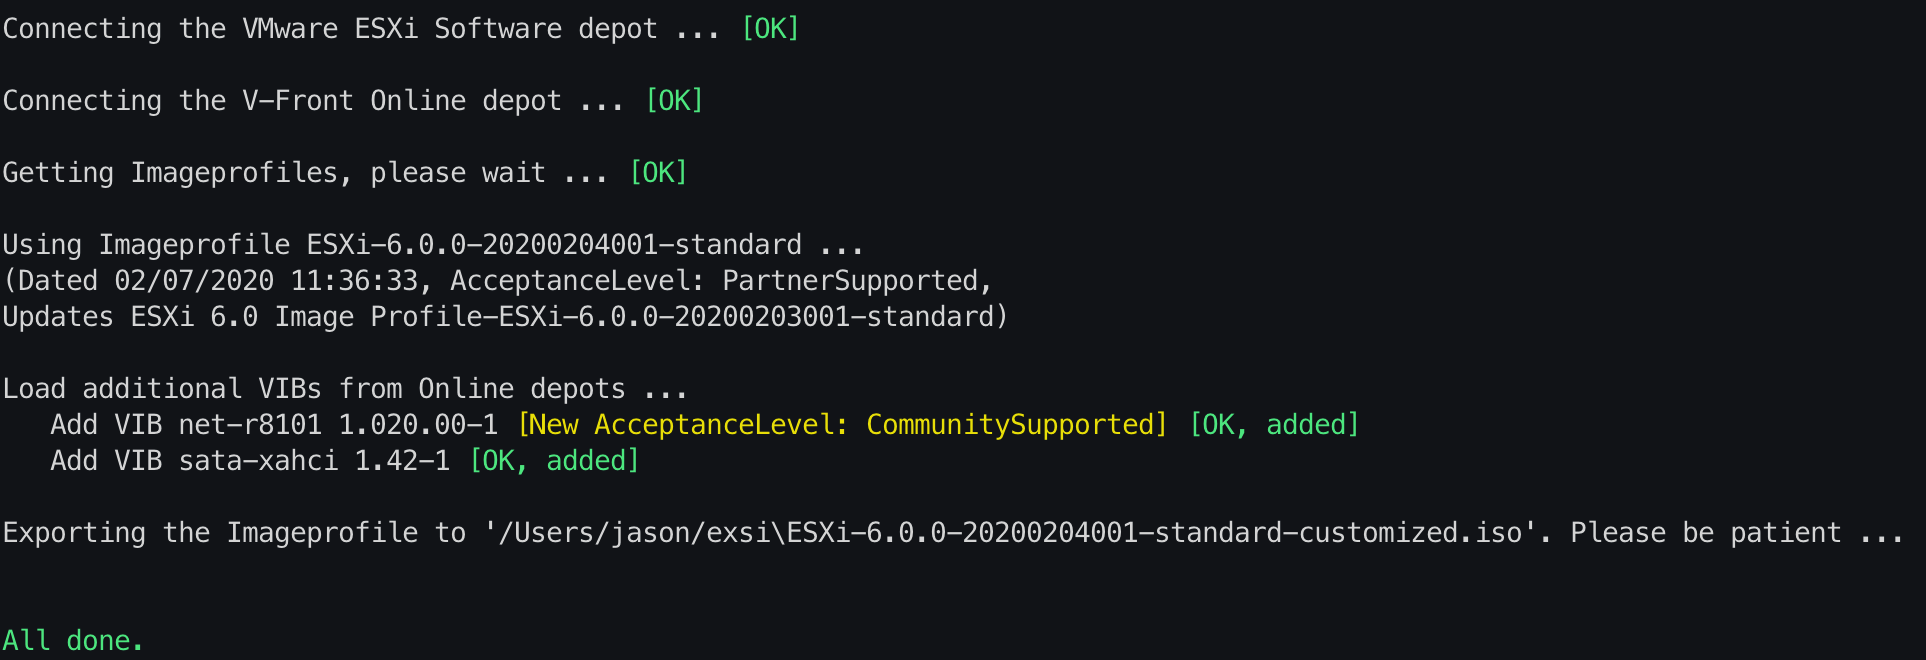 Connecting the VMware ESXi Software depot ... [OK]
Connecting the V-Front Online depot ... [OK]
Getting Imageprofiles, please wait ... [OK]
Using Imageprofile ESXi-6.0.0-20200204001-standard ...
(Dated 02/07/2020 11:36:33, AcceptanceLevel: PartnerSupported,
Updates ESXi 6.0 Image Profile-ESXi-6.0.0-20200203001-standard)
Load additional VIBs from Online depots ...
   Add VIB net-r8101 1.020.00-1 [New AcceptanceLevel: CommunitySupported] [OK, added]
   Add VIB sata-xahci 1.42-1 [OK, added]
Exporting the Imageprofile to '/Users/jason/exsi\ESXi-6.0.0-20200204001-standard-customized.iso'. Please be patient ...
All done.